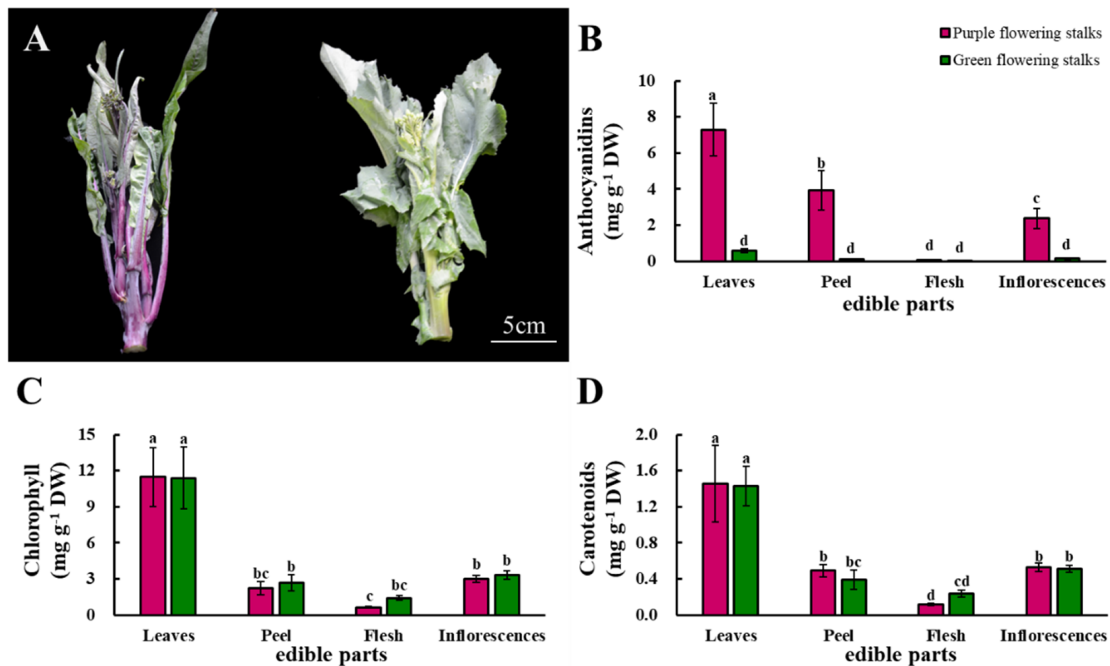 A
5cm
B
Purple flowering stalks
Green flowering stalks
Anthocyanidins
(mg g⁻¹ DW)
10
8
6
4
2
0
a
d
b
d
d
d
c
d
Leaves
Peel
Flesh
Inflorescences
edible parts
C
Chlorophyll
(mg g⁻¹ DW)
15
12
9
6
3
0
a
a
bc
b
c
bc
b
b
Leaves
Peel
Flesh
Inflorescences
edible parts
D
Carotenoids
(mg g⁻¹ DW)
2.0
1.6
1.2
0.8
0.4
0.0
a
a
b
bc
d
cd
b
b
Leaves
Peel
Flesh
Inflorescences
edible parts